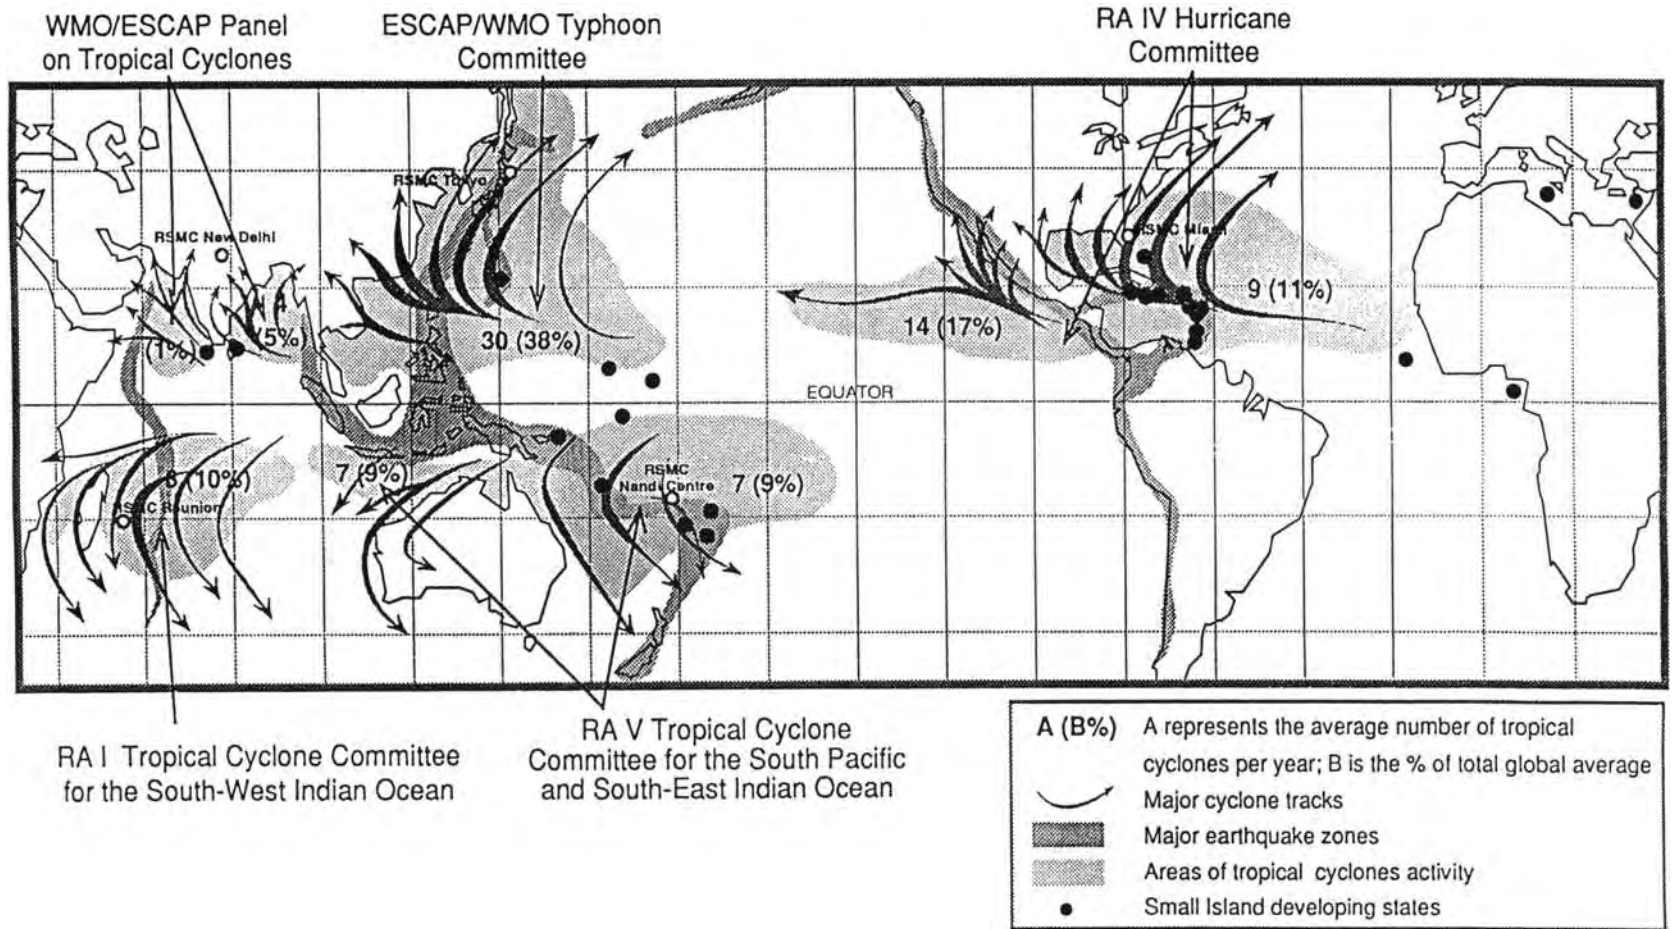 WMO/ESCAP Panel
on Tropical Cyclones
ESCAP/WMO Typhoon
Committee
RA IV Hurricane
Committee
RSMC Tokyo
RSMC New Delhi
RSMC Miami
4
(5%)
(1%)
30 (38%)
14 (17%)
9 (11%)
EQUATOR
8 (10%)
7 (9%)
RSMC
Nandi Centre
7 (9%)
RSMC Reunion
RA I Tropical Cyclone Committee
for the South-West Indian Ocean
RA V Tropical Cyclone
Committee for the South Pacific
and South-East Indian Ocean
A (B%) A represents the average number of tropical
cyclones per year; B is the % of total global average
Major cyclone tracks
Major earthquake zones
Areas of tropical cyclones activity
Small Island developing states